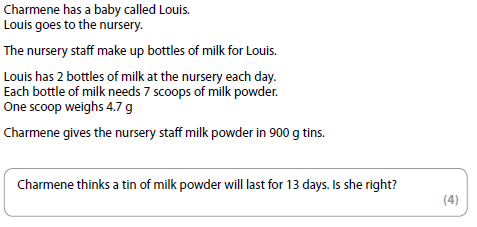 Charmene has a baby called Louis.
Louis goes to the nursery.
The nursery staff make up bottles of milk for Louis.
Louis has 2 bottles of milk at the nursery each day.
Each bottle of milk needs 7 scoops of milk powder.
One scoop weighs 4.7 g
Charmene gives the nursery staff milk powder in 900 g tins.
Charmene thinks a tin of milk powder will last for 13 days. Is she right?
(4)